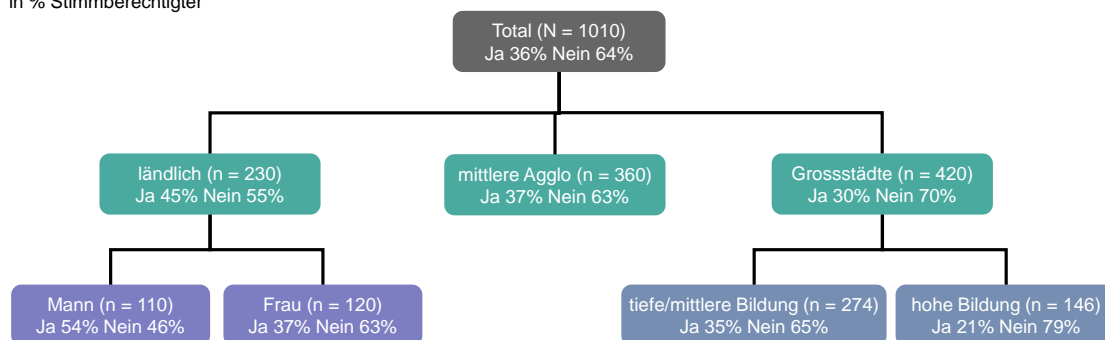 in % Stimmberechtigter
Total (N = 1010)
Ja 36% Nein 64%
ländlich (n = 230)
Ja 45% Nein 55%
mittlere Agglo (n = 360)
Ja 37% Nein 63%
Grossstädte (n = 420)
Ja 30% Nein 70%
Mann (n = 110)
Ja 54% Nein 46%
Frau (n = 120)
Ja 37% Nein 63%
tiefe/mittlere Bildung (n = 274)
Ja 35% Nein 65%
hohe Bildung (n = 146)
Ja 21% Nein 79%